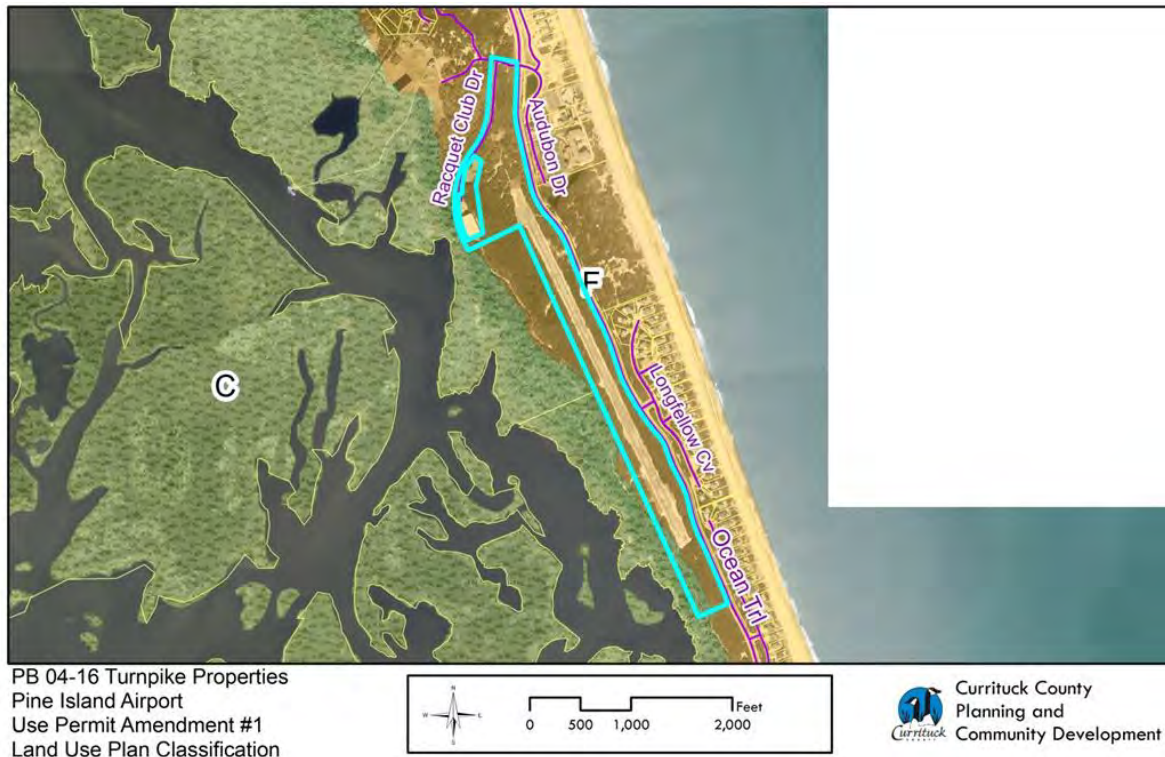 Racquet Club Dr
Audubon Dr
F
Longfellow Cv
C
Ocean Trl
PB 04-16 Turnpike Properties
Pine Island Airport
Use Permit Amendment #1
Land Use Plan Classification
N
W E
S
Feet
0 500 1,000 2,000
Currituck
COUNTY
Currituck County
Planning and
Community Development